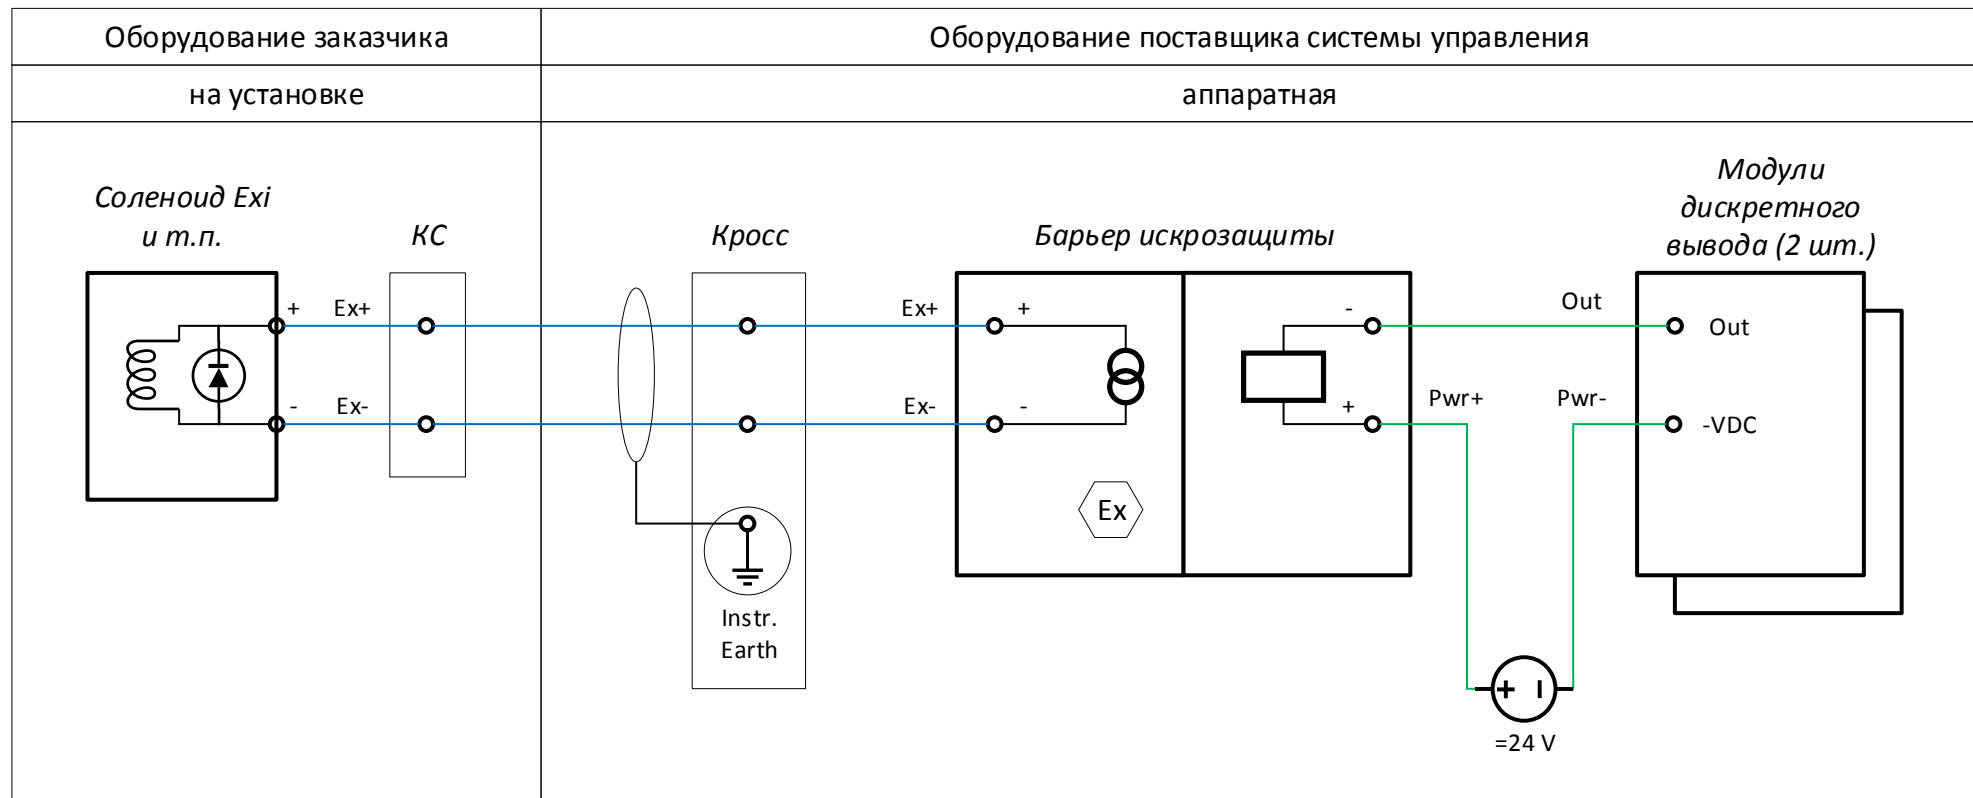 Оборудование заказчика
Оборудование поставщика системы управления
на установке
аппаратная
Соленоид Exi
и т.п.
КС
Кросс
Барьер искрозащиты
Модули
дискретного
вывода (2 шт.)
+
Ex+
Ex+
+
-
Out
Out
-
Ex-
Ex-
-
+
Pwr+
Pwr-
-VDC
Ex
Instr.
Earth
+ –
=24 V